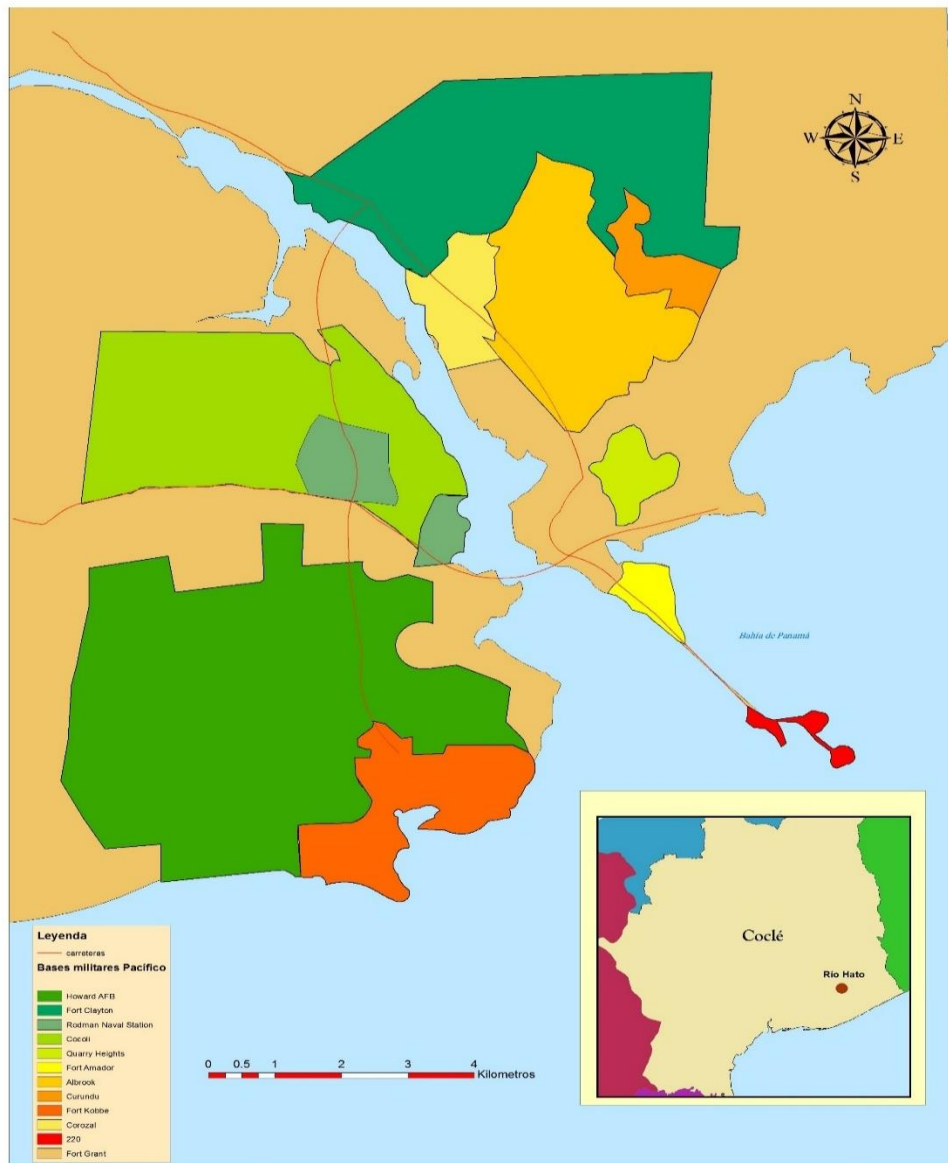 N
W E
S
Bahía de Panamá
Coclé
Río Hato
Leyenda
carreteras
Bases militares Pacífico
Howard AFB
Fort Clayton
Rodman Naval Station
Cocoli
Quarry Heights
Fort Amador
Albrook
Curundu
Fort Kobbe
Corozal
220
Fort Grant
0 0.5 1 2 3 4
Kilometros